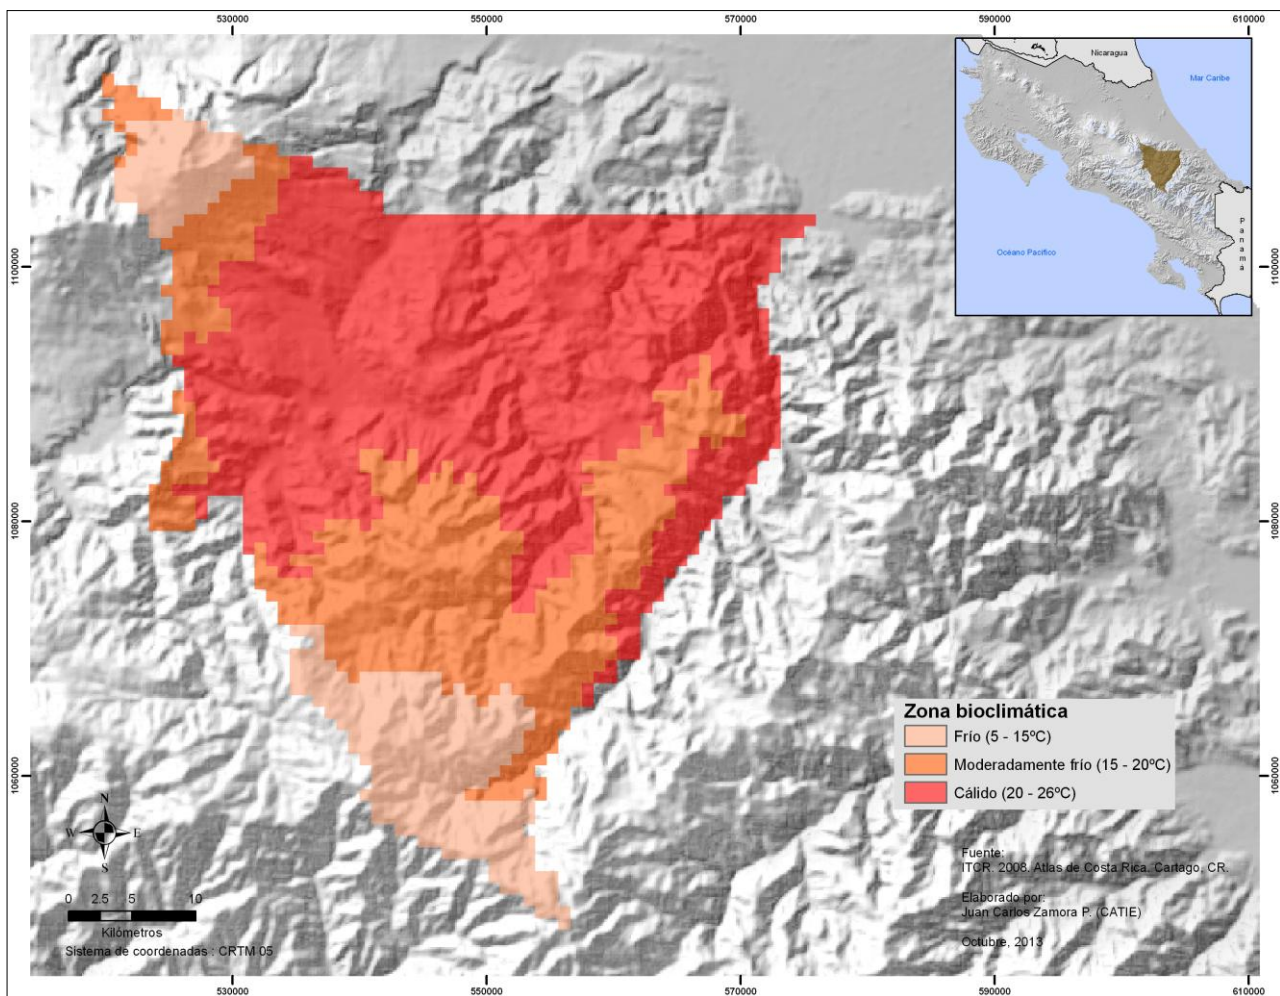 530000 550000 570000 590000 610000
Nicaragua
Mar Caribe
Panamá
Océano Pacífico
1100000 1100000
1080000 1080000
1060000 1060000
Zona bioclimática
Frío (5 - 15ºC)
Moderadamente frío (15 - 20ºC)
Cálido (20 - 26ºC)
N
W E
S
0 2.5 5 10
Kilómetros
Sistema de coordenadas : CRTM 05
Fuente:
ITCR. 2008. Atlas de Costa Rica. Cartago, CR.
Elaborado por:
Juan Carlos Zamora P. (CATIE)
Octubre, 2013
530000 550000 570000 590000 610000